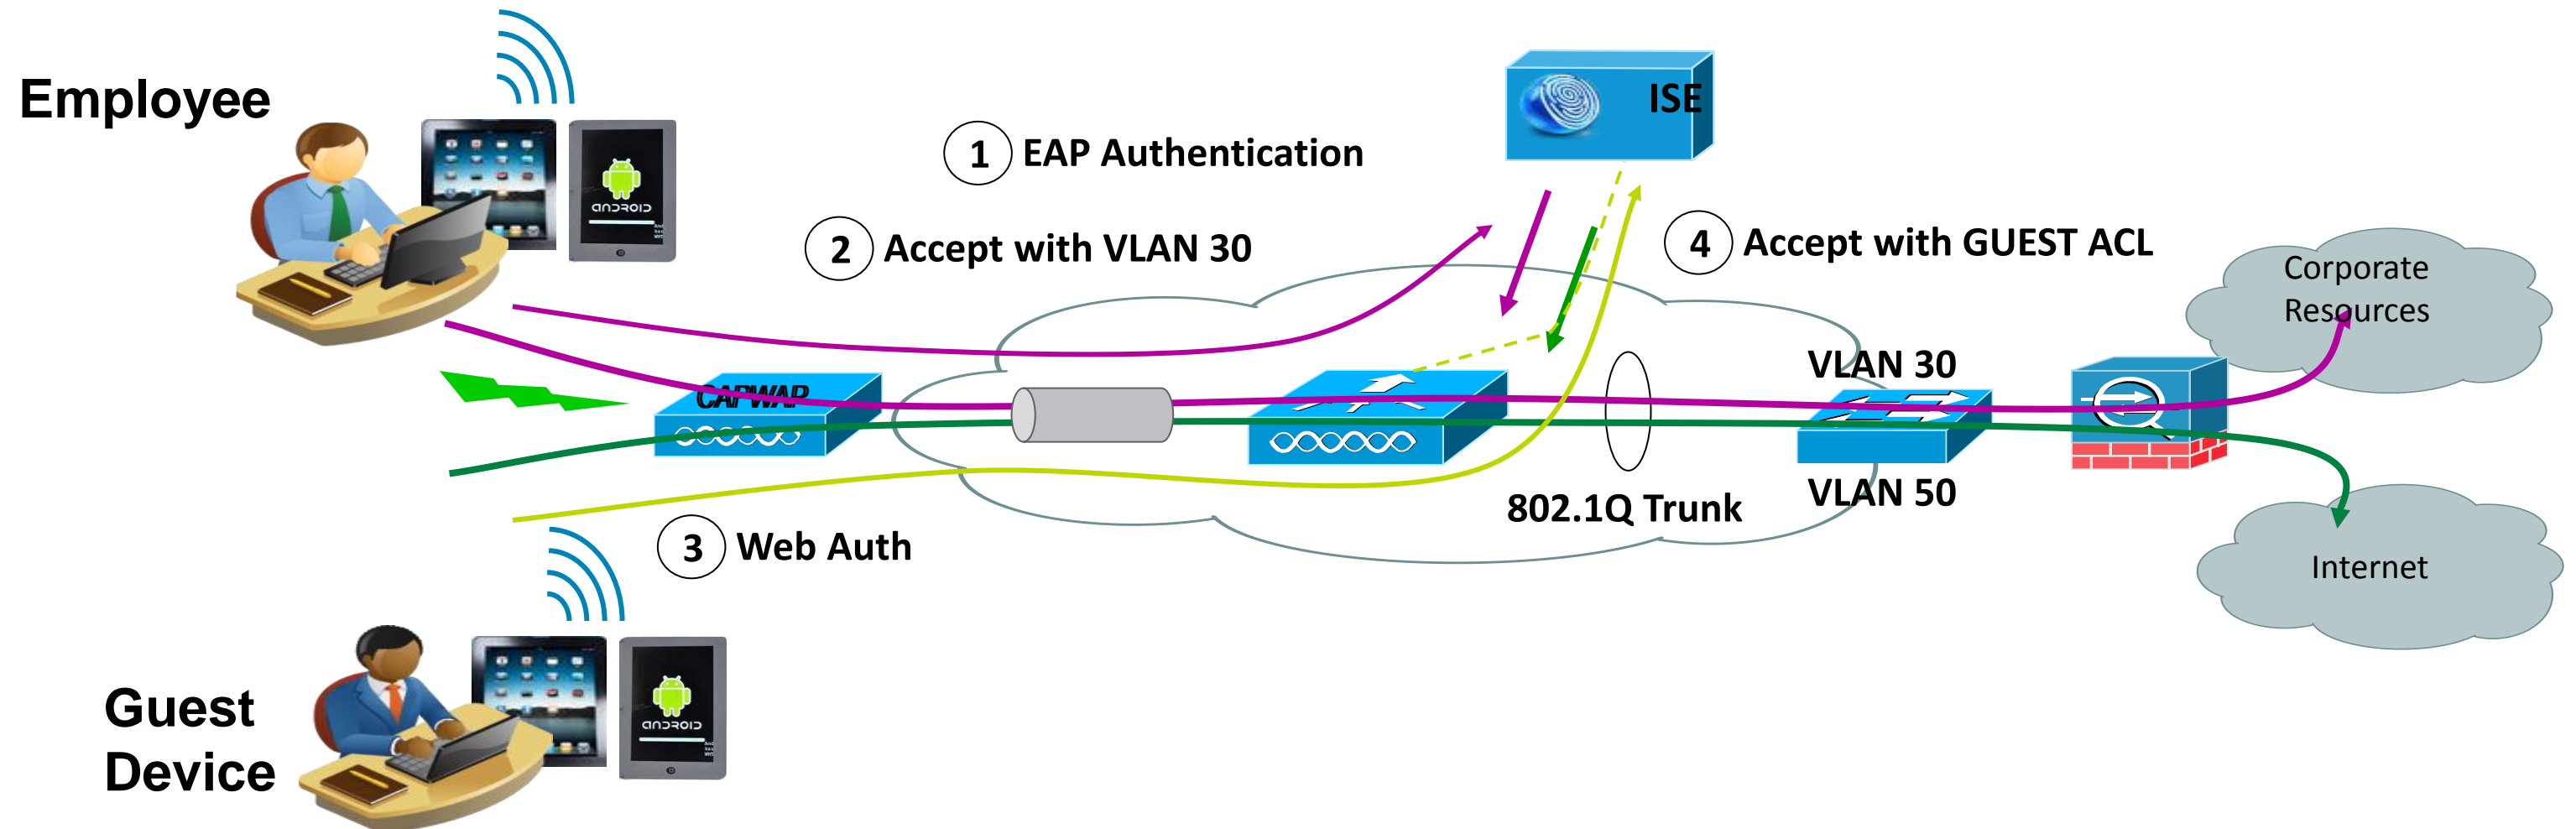 Employee
ISE
1 EAP Authentication
2 Accept with VLAN 30
4 Accept with GUEST ACL
Corporate
Resources
CAPWAP
VLAN 30
VLAN 50
802.1Q Trunk
3 Web Auth
Internet
Guest
Device
ANDROID
ANDROID